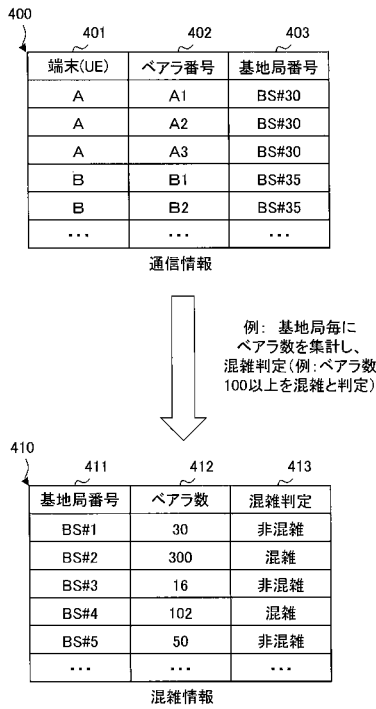 400
401 402 403
端末(UE) ベアラ番号 基地局番号
A A1 BS#30
A A2 BS#30
A A3 BS#30
B B1 BS#35
B B2 BS#35
... ... ...
通信情報
例: 基地局毎に
ベアラ数を集計し、
混雑判定(例:ベアラ数
100以上を混雑と判定)
410
411 412 413
基地局番号 ベアラ数 混雑判定
BS#1 30 非混雑
BS#2 300 混雑
BS#3 16 非混雑
BS#4 102 混雑
BS#5 50 非混雑
... ... ...
混雑情報